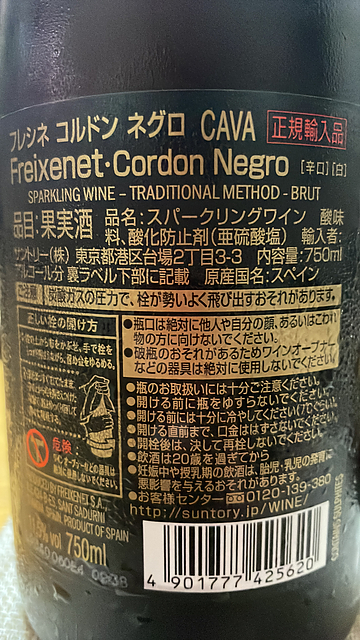 フレシネ コルドン ネグロ CAVA 正規輸入品
Freixenet·Cordon Negro [辛口][白]
SPARKLING WINE – TRADITIONAL METHOD - BRUT
品目:果実酒 品名:スパークリングワイン 酸味
料、酸化防止剤(亜硫酸塩) 輸入者:
サントリー(株) 東京都港区台場2丁目3-3 内容量:750ml
アルコール分 裏ラベル下部に記載 原産国名:スペイン
炭酸ガスの圧力で、栓が勢いよく飛び出すおそれがあります。
正しい栓の開け方
●瓶口は絶対に他人や自分の顔、あるいはこわれ
物の方に向けないでください。
●破瓶のおそれがあるためワインオープナー
などの器具は絶対に使用しないでください。
●瓶のお取扱いには十分ご注意ください。
●開ける前に瓶をゆすらないでください。
●開ける前には十分に冷やしてください
●開ける直前まで、口金ははずさないでください。
●開栓後は、決して再栓しないでください。
●飲酒は20歳を過ぎてから
●妊娠中や授乳期の飲酒は、胎児・乳児の発育に
悪影響を与えるおそれがあります。
●お客様センター 0120-139-380
http://suntory.jp/WINE/
危険
BY FREIXENET S.A.,
SANT SADURNI
SPAIN. PRODUCT OF SPAIN
vol 750ml
4 901777 425620